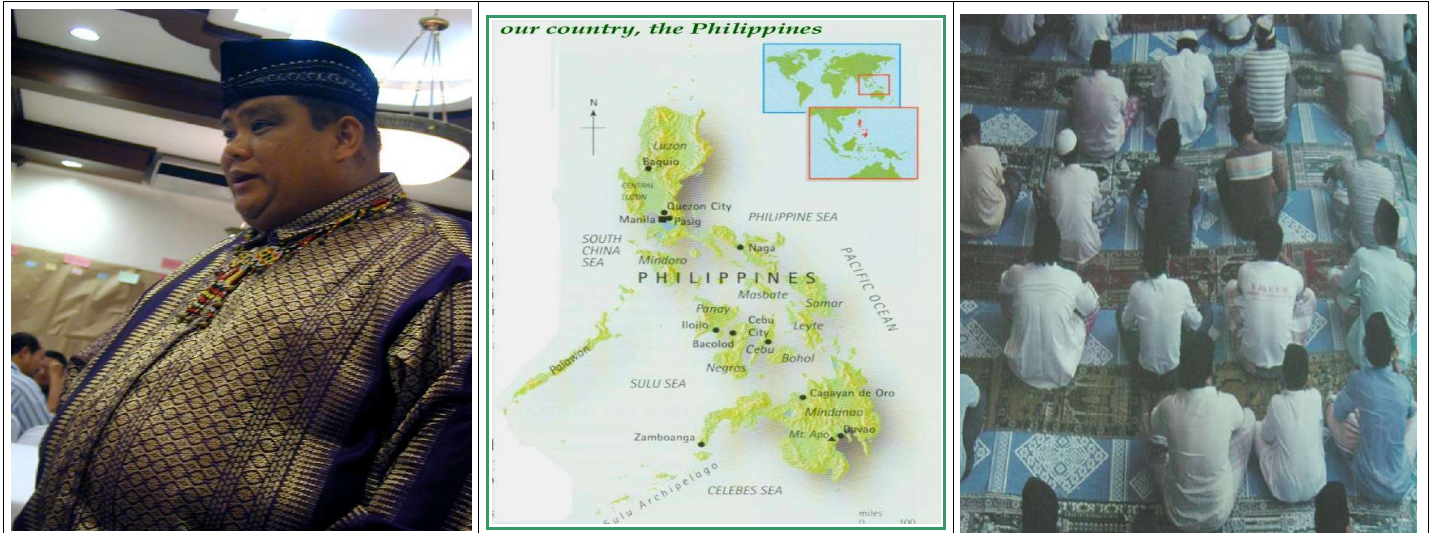 our country, the Philippines
N
Luzon
Baguio
CENTRAL
LUZON
Quezon City
Manila
Pasig
PHILIPPINE SEA
SOUTH
CHINA
SEA
Naga
Mindoro
PACIFIC OCEAN
PHILIPPINES
Masbate
Samar
Panay
Iloilo
Cebu
City
Leyte
Bacolod
Cebu
Bohol
Palawan
Negros
SULU SEA
Cagayan de Oro
Mindanao
Zamboanga
Mt. Apo
Davao
Sulu Archipelago
CELEBES SEA
miles
0 100